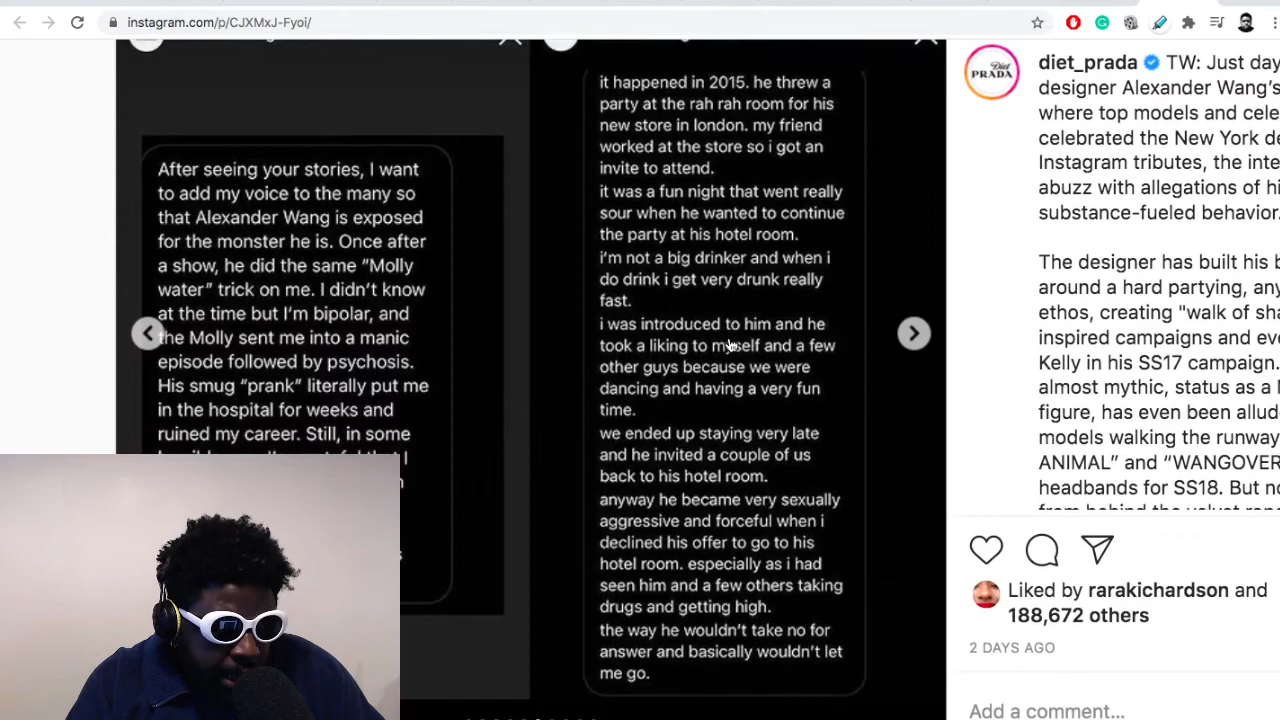 instagram.com/p/CJXMxJ-Fyoi/
After seeing your stories, I want
to add my voice to the many so
that Alexander Wang is exposed
for the monster he is. Once after
a show, he did the same “Molly
water” trick on me. I didn’t know
at the time but I’m bipolar, and
the Molly sent me into a manic
episode followed by psychosis.
His smug “prank” literally put me
in the hospital for weeks and
ruined my career. Still, in some
it happened in 2015. he threw a
party at the rah rah room for his
new store in london. my friend
worked at the store so i got an
invite to attend.
it was a fun night that went really
sour when he wanted to continue
the party at his hotel room.
i’m not a big drinker and when i
do drink i get very drunk really
fast.
i was introduced to him and he
took a liking to myself and a few
other guys because we were
dancing and having a very fun
time.
we ended up staying very late
and he invited a couple of us
back to his hotel room.
anyway he became very sexually
aggressive and forceful when i
declined his offer to go to his
hotel room. especially as i had
seen him and a few others taking
drugs and getting high.
the way he wouldn’t take no for
answer and basically wouldn’t let
me go.
Diet
PRADA
diet_prada TW: Just day
designer Alexander Wang’s
where top models and cele
celebrated the New York de
Instagram tributes, the inte
abuzz with allegations of hi
substance-fueled behavior.
The designer has built his b
around a hard partying, any
ethos, creating "walk of sha
inspired campaigns and eve
Kelly in his SS17 campaign.
almost mythic, status as a
figure, has even been allud
models walking the runway
ANIMAL” and “WANGOVER
headbands for SS18. But no
Liked by rarakichardson and
188,672 others
2 DAYS AGO
Add a comment...